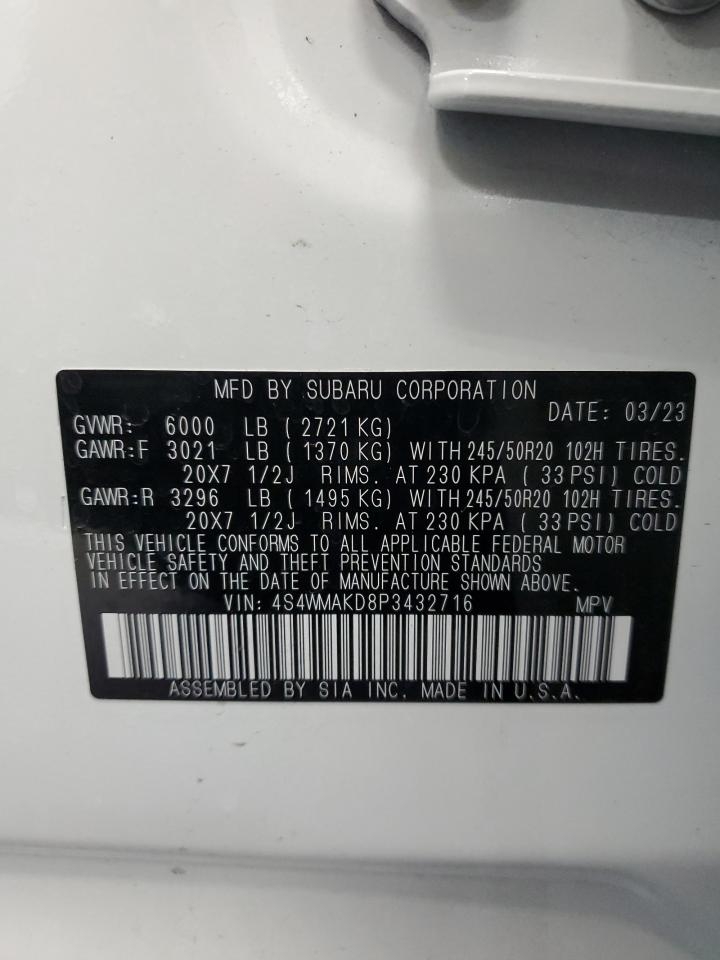 MFD BY SUBARU CORPORATION
DATE: 03/23
GVWR: 6000 LB ( 2721 KG)
GAWR:F 3021 LB ( 1370 KG) WITH 245/50R20 102H TIRES.
20X7 1/2J RIMS. AT 230 KPA ( 33 PSI) COLD
GAWR:R 3296 LB ( 1495 KG) WITH 245/50R20 102H TIRES.
20X7 1/2J RIMS. AT 230 KPA ( 33 PSI) COLD
THIS VEHICLE CONFORMS TO ALL APPLICABLE FEDERAL MOTOR
VEHICLE SAFETY AND THEFT PREVENTION STANDARDS
IN EFFECT ON THE DATE OF MANUFACTURE SHOWN ABOVE.
VIN: 4S4WMAKD8P3432716 MPV
ASSEMBLED BY SIA INC. MADE IN U.S.A.